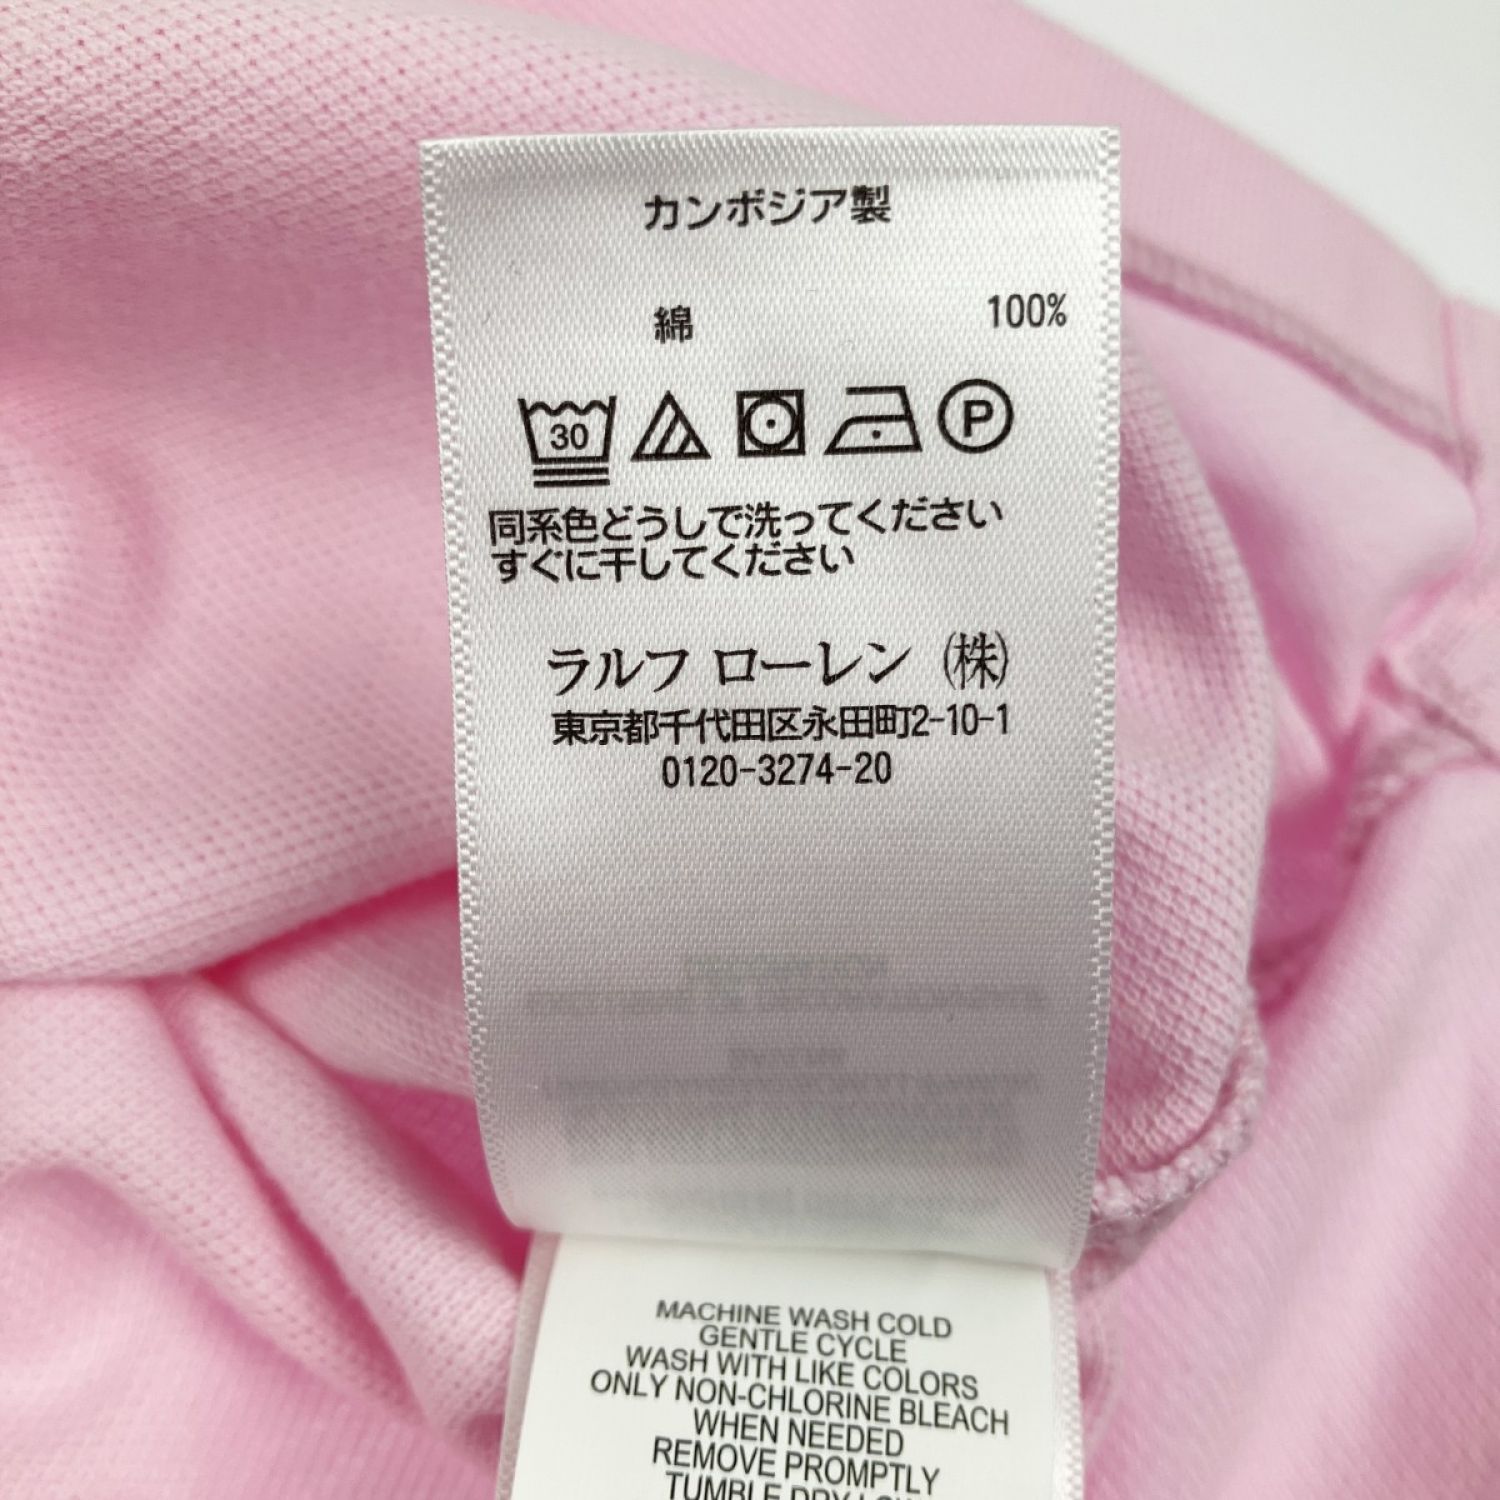 カンボジア製
綿 100%
30 P
同系色どうしで洗ってください
すぐに干してください
ラルフ ローレン (株)
東京都千代田区永田町2-10-1
0120-3274-20
MACHINE WASH COLD
GENTLE CYCLE
WASH WITH LIKE COLORS
ONLY NON-CHLORINE BLEACH
WHEN NEEDED
REMOVE PROMPTLY
TUMBLE DRY